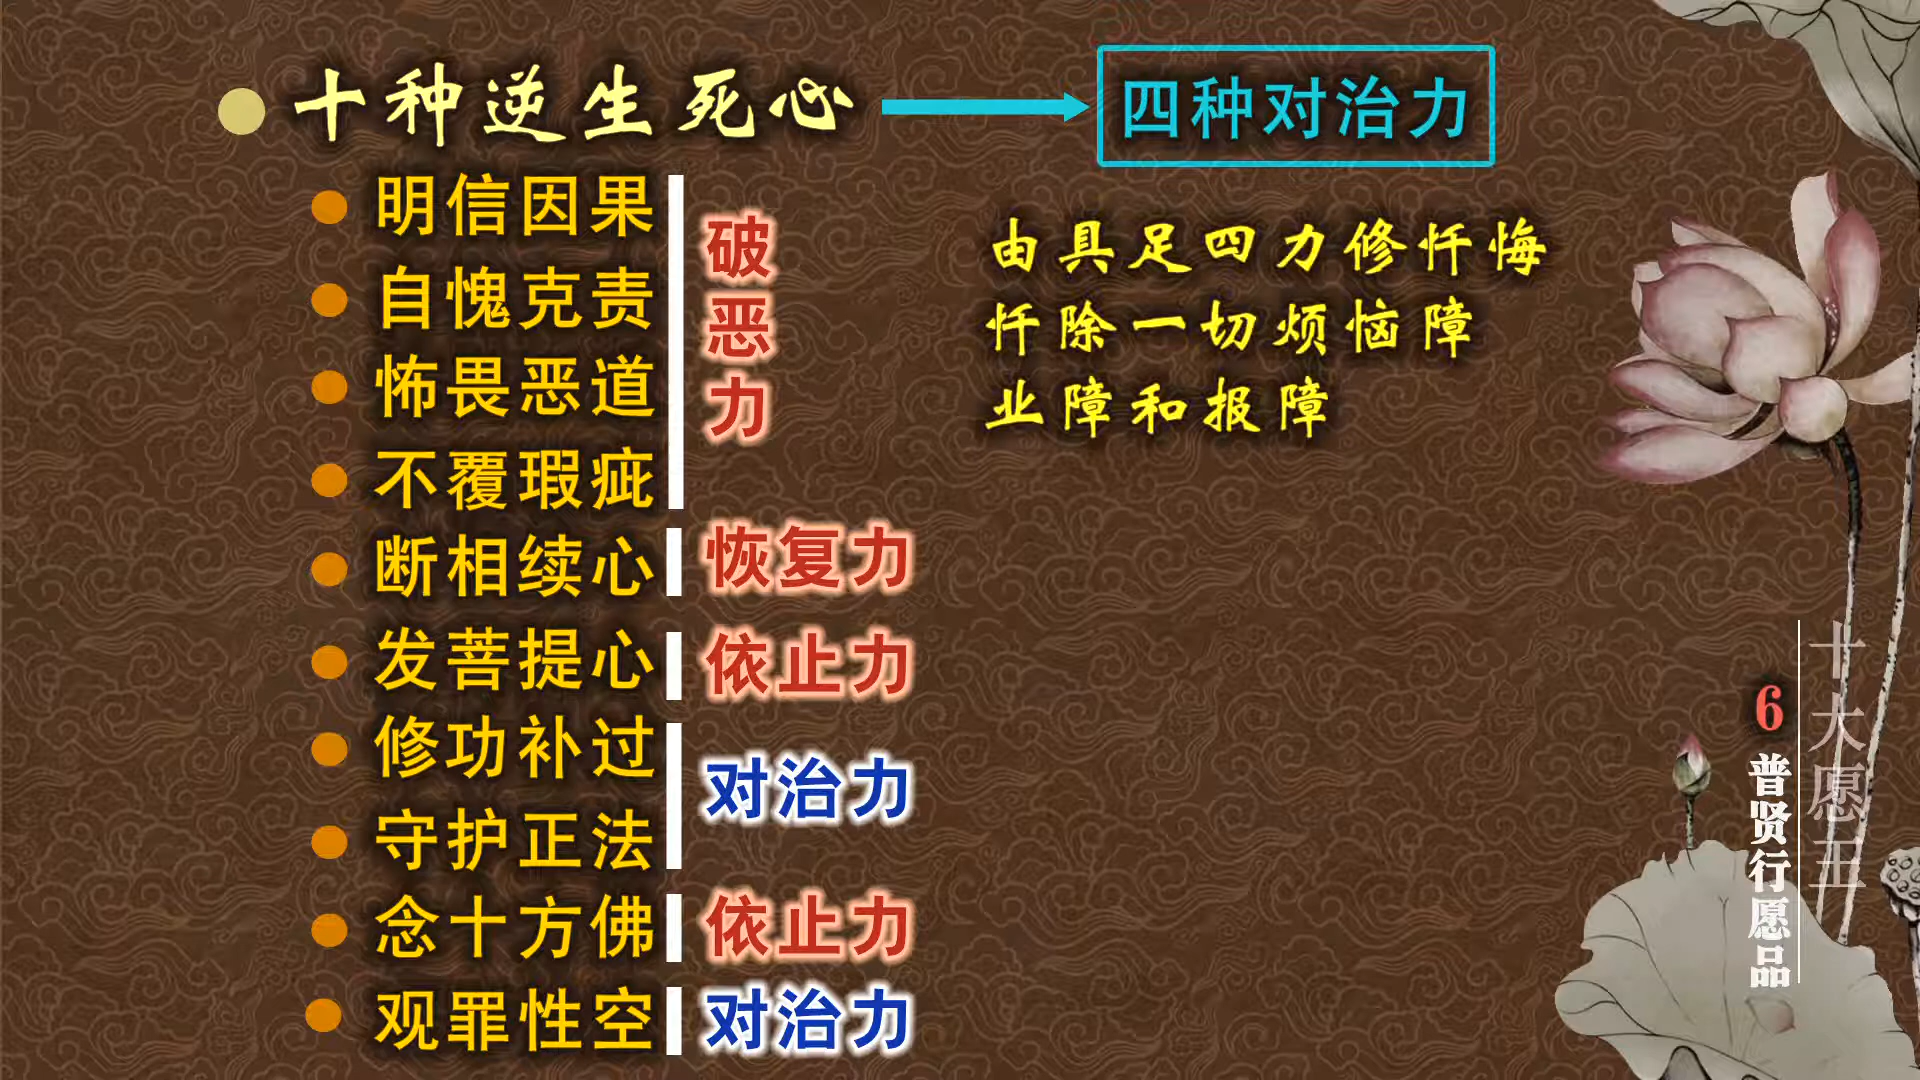 十种逆生死心
四种对治力
明信因果
自愧克责
怖畏恶道
不覆瑕疵
破恶力
断相续心
恢复力
发菩提心
依止力
修功补过
守护正法
对治力
念十方佛
依止力
观罪性空
对治力
由具足四力修忏悔
忏除一切烦恼障
业障和报障
十大愿王
6
普贤行愿品